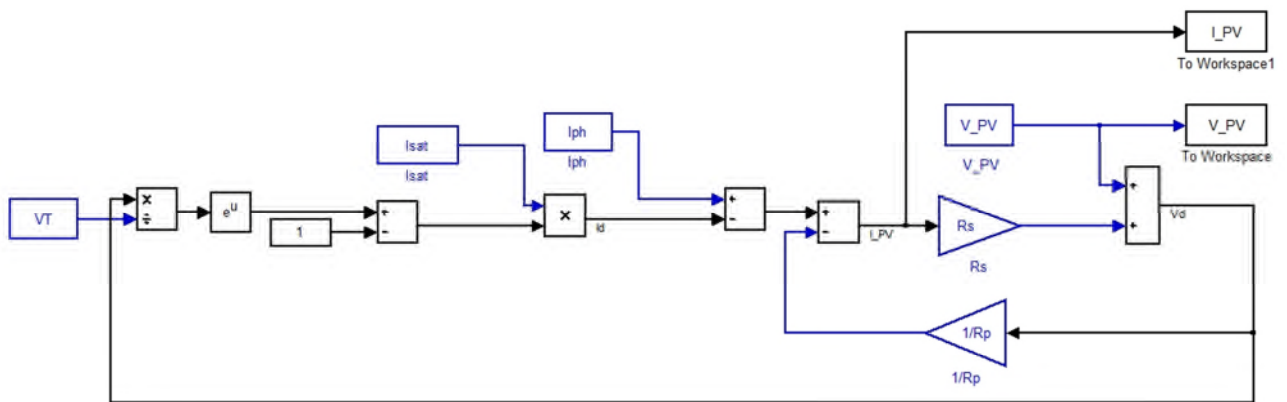 I_PV
To Workspace1
V_PV
V_PV
V_PV
To Workspace
Iph
Iph
Isat
Isat
VT
×
÷
eᵘ
+
−
1
×
Id
+
−
+
−
I_PV
Rs
Rs
+
+
Vd
1/Rp
1/Rp